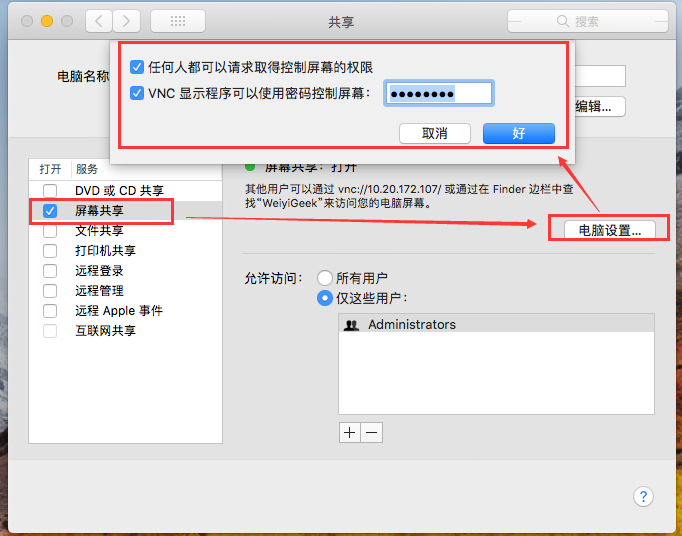 共享
搜索
电脑名称
任何人都可以请求取得控制屏幕的权限
VNC 显示程序可以使用密码控制屏幕： ●●●●●●●●
编辑...
取消 好
打开 服务
DVD 或 CD 共享
屏幕共享
文件共享
打印机共享
远程登录
远程管理
远程 Apple 事件
互联网共享
屏幕共享：打开
其他用户可以通过 vnc://10.20.172.107/ 或通过在 Finder 边栏中查
找“WeiyiGeek”来访问您的电脑屏幕。
电脑设置...
允许访问： 所有用户
仅这些用户：
Administrators
+ −
?